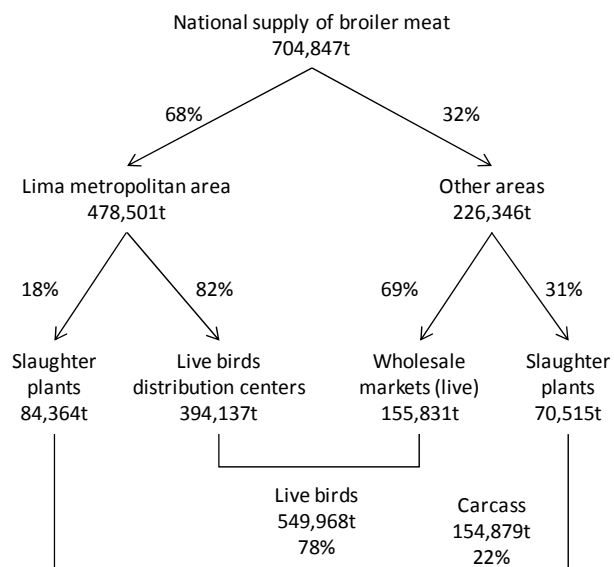 National supply of broiler meat
704,847t
68%
32%
Lima metropolitan area
478,501t
Other areas
226,346t
18%
82%
69%
31%
Slaughter
plants
84,364t
Live birds
distribution centers
394,137t
Wholesale
markets (live)
155,831t
Slaughter
plants
70,515t
Live birds
549,968t
78%
Carcass
154,879t
22%